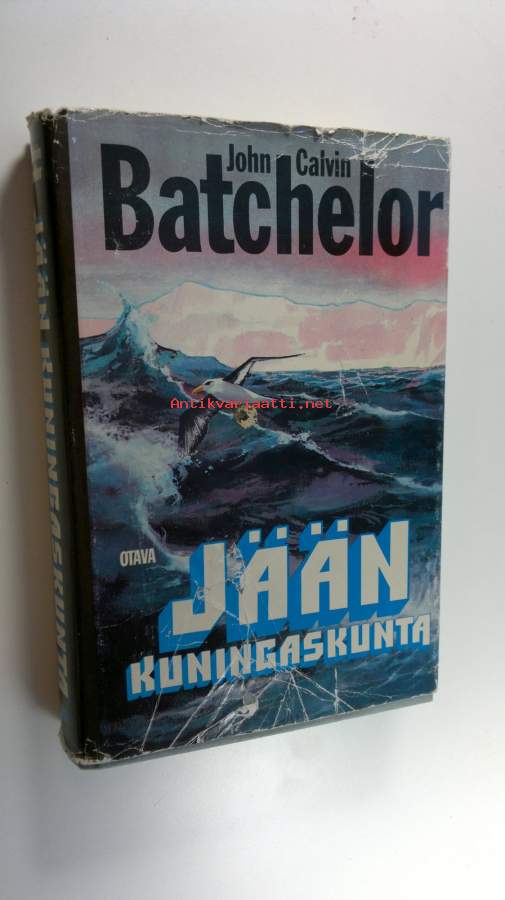 John Calvin
Batchelor
Antikvariaatti.net
OTAVA
JÄÄN
KUNINGASKUNTA
JÄÄN KUNINGASKUNTA